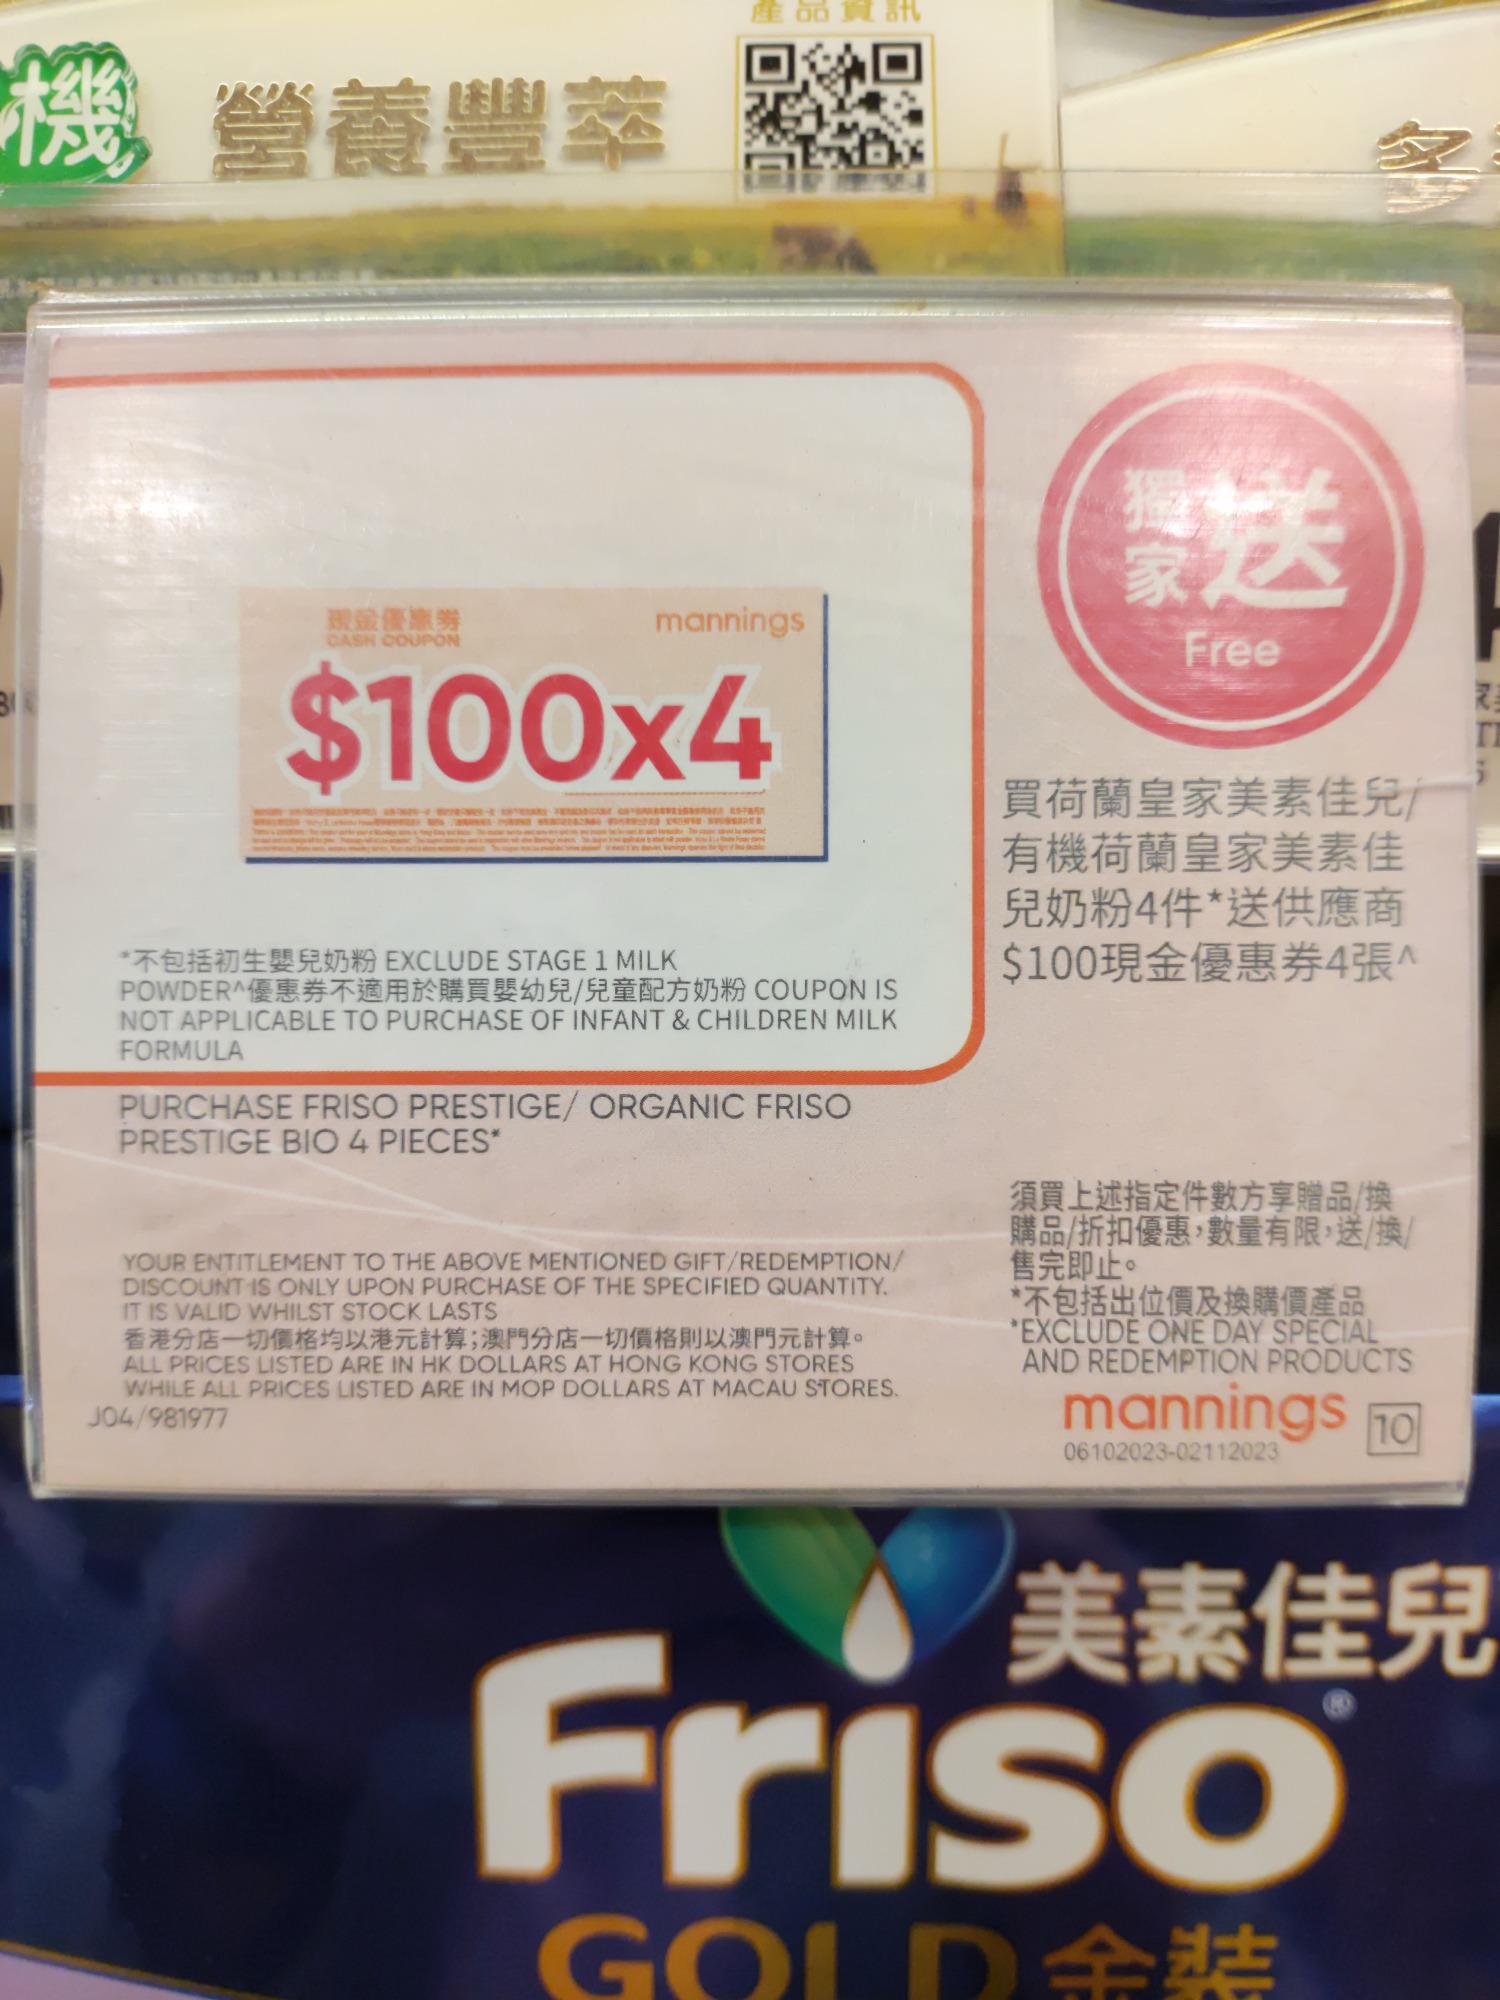 產品資訊
機
營養豐萃
多
獨家送
Free
現金優惠券
CASH COUPON
mannings
$100x4
買荷蘭皇家美素佳兒/
有機荷蘭皇家美素佳
兒奶粉4件*送供應商
$100現金優惠券4張^
*不包括初生嬰兒奶粉 EXCLUDE STAGE 1 MILK
POWDER^優惠券不適用於購買嬰幼兒/兒童配方奶粉 COUPON IS
NOT APPLICABLE TO PURCHASE OF INFANT & CHILDREN MILK
FORMULA
PURCHASE FRISO PRESTIGE/ ORGANIC FRISO
PRESTIGE BIO 4 PIECES*
須買上述指定件數方享贈品/換
購品/折扣優惠，數量有限，送/換/
售完即止。
*不包括出位價及換購價產品
*EXCLUDE ONE DAY SPECIAL
AND REDEMPTION PRODUCTS
YOUR ENTITLEMENT TO THE ABOVE MENTIONED GIFT/REDEMPTION/
DISCOUNT IS ONLY UPON PURCHASE OF THE SPECIFIED QUANTITY.
IT IS VALID WHILST STOCK LASTS
香港分店一切價格均以港元計算；澳門分店一切價格則以澳門元計算。
ALL PRICES LISTED ARE IN HK DOLLARS AT HONG KONG STORES
WHILE ALL PRICES LISTED ARE IN MOP DOLLARS AT MACAU STORES.
J04/981977
mannings 10
06102023-02112023
美素佳兒
Friso®
GOLD 金裝